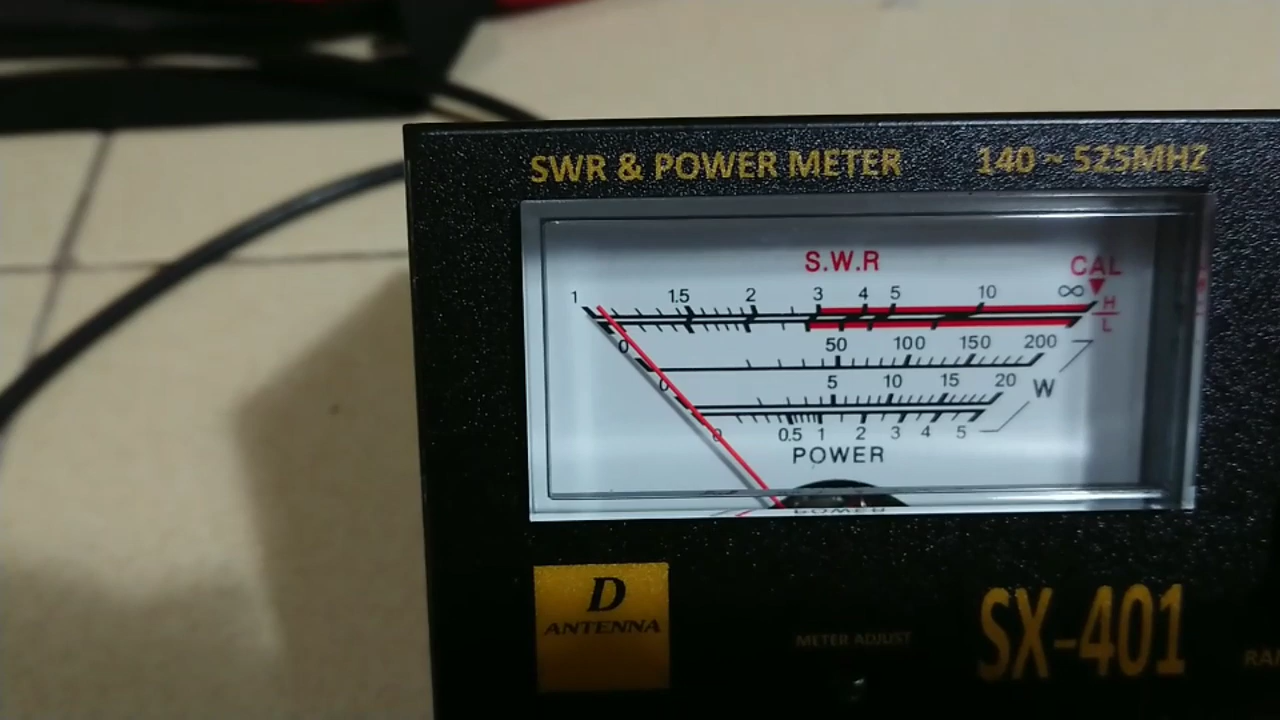 SWR & POWER METER 140 ~ 525MHZ
S.W.R CAL
1 1.5 2 3 4 5 10 ∞ H
L
0 50 100 150 200
0 5 10 15 20 W
0 0.5 1 2 3 4 5
POWER
D
ANTENNA
METER ADJUST
SX-401